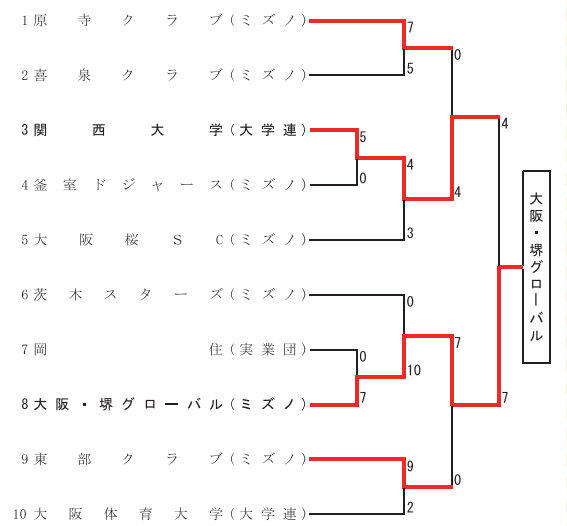 1 原寺クラブ(ミズノ)
7
0
2 喜泉クラブ(ミズノ)
5
4
3 関西大学(大学連)
5
4
4 釜室ドジャース(ミズノ)
0
4
5 大阪桜SC(ミズノ)
3
大阪・堺グローバル
6 茨木スターズ(ミズノ)
0
7
7 岡住(実業団)
0
10
8 大阪・堺グローバル(ミズノ)
7
7
9 東部クラブ(ミズノ)
9
0
10 大阪体育大学(大学連)
2